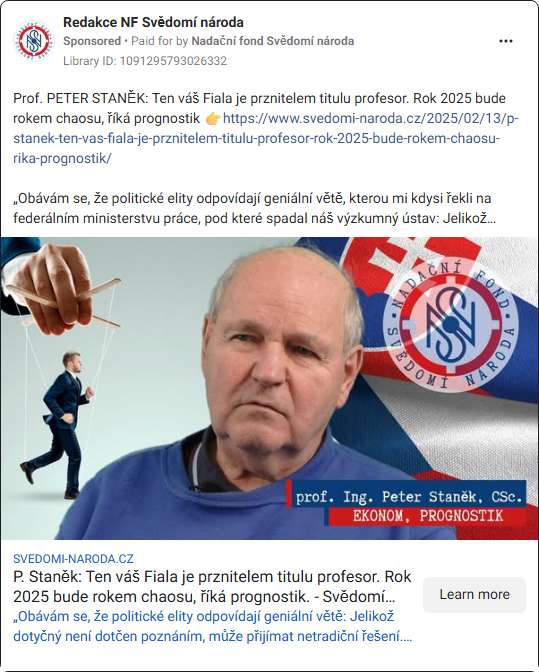 Redakce NF Svědomí národa
Sponsored • Paid for by Nadační fond Svědomí národa
Library ID: 1091295793026332
Prof. PETER STANĚK: Ten váš Fiala je prznitelem titulu profesor. Rok 2025 bude
rokem chaosu, říká prognostik 👉https://www.svedomi-naroda.cz/2025/02/13/p-
stanek-ten-vas-fiala-je-prznitelem-titulu-profesor-rok-2025-bude-rokem-chaosu-
rika-prognostik/
„Obávám se, že politické elity odpovídají geniální větě, kterou mi kdysi řekli na
federálním ministerstvu práce, pod které spadal náš výzkumný ústav: Jelikož...
NADAČNÍ FOND
SVĚDOMÍ NÁRODA
prof. Ing. Peter Staněk, CSc.
EKONOM, PROGNOSTIK
SVEDOMI-NARODA.CZ
P. Staněk: Ten váš Fiala je prznitelem titulu profesor. Rok
2025 bude rokem chaosu, říká prognostik. - Svědomí...
Learn more
„Obávám se, že politické elity odpovídají geniální větě: Jelikož
dotyčný není dotčen poznáním, může přijímat netradiční řešení....